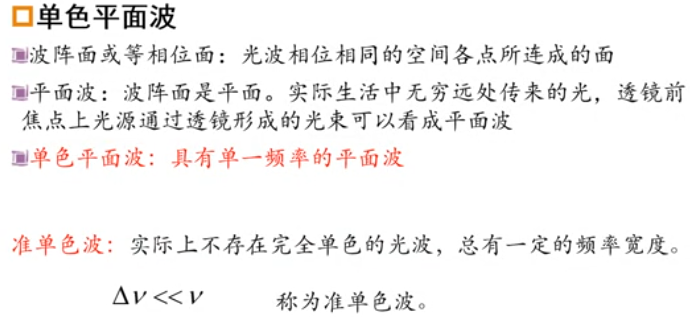 单色平面波
波阵面或等相位面：光波相位相同的空间各点所连成的面
平面波：波阵面是平面。实际生活中无穷远处传来的光，透镜前
焦点上光源通过透镜形成的光束可以看成平面波
单色平面波：具有单一频率的平面波
准单色波：实际上不存在完全单色的光波，总有一定的频率宽度。
Δν<<ν 称为准单色波。